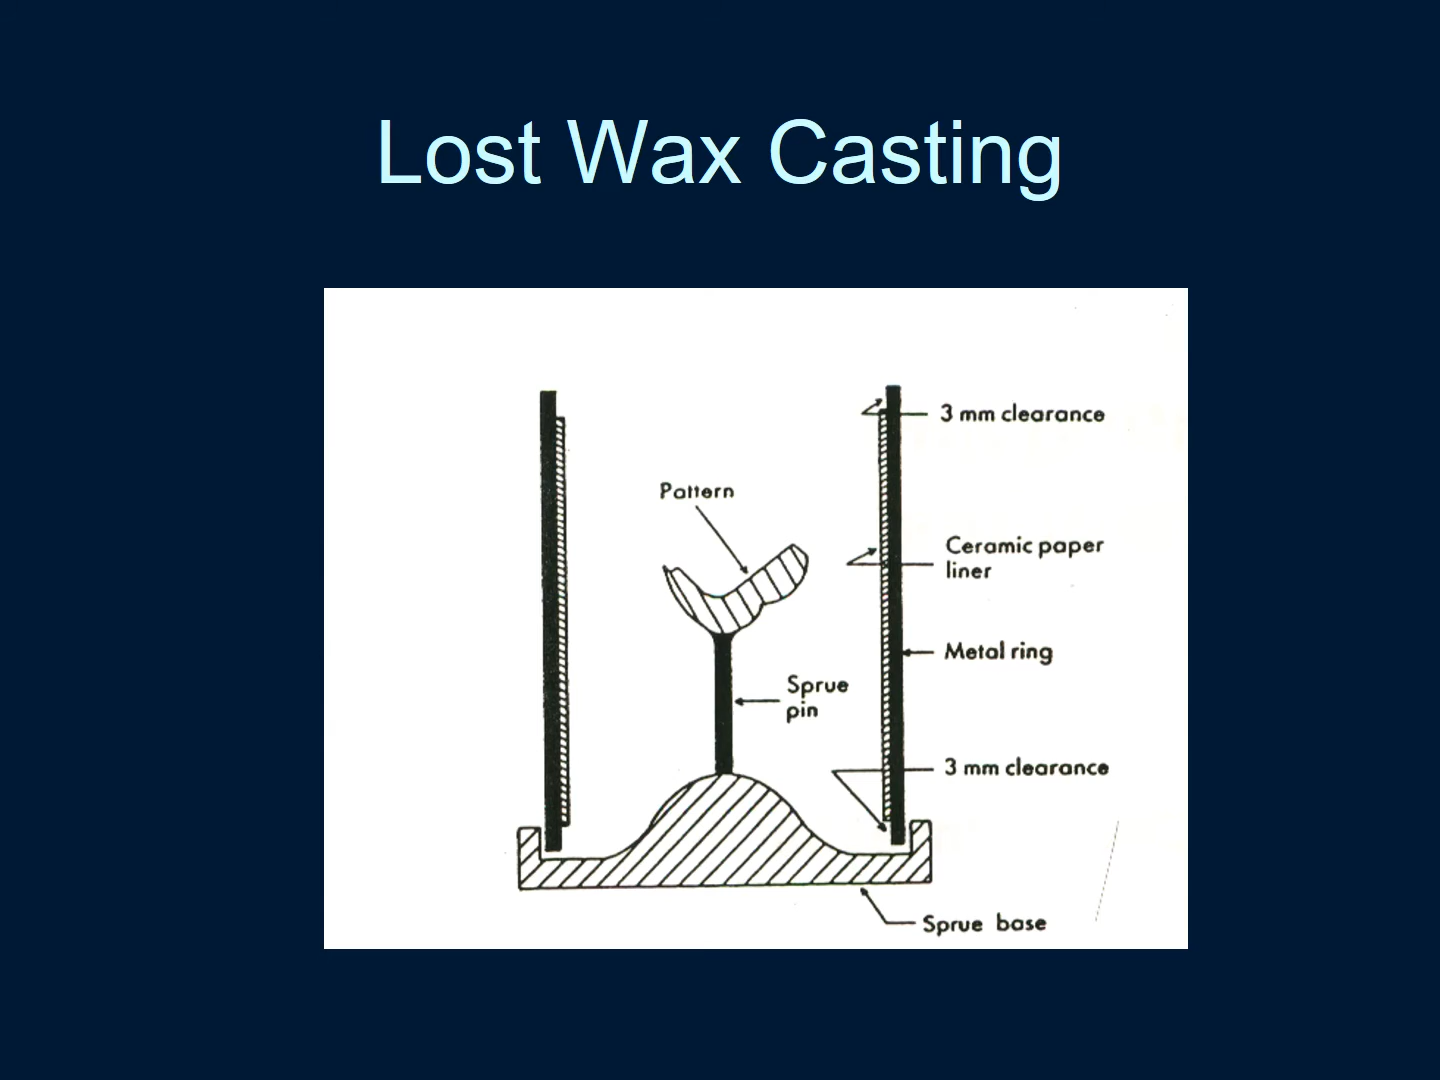 Lost Wax Casting
3 mm clearance
Pattern
Ceramic paper
liner
Metal ring
Sprue
pin
3 mm clearance
Sprue base